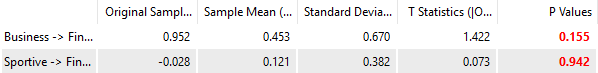 Original Sampl... Sample Mean (... Standard Devia... T Statistics (|O... P Values
Business -> Fin... 0.952 0.453 0.670 1.422 0.155
Sportive -> Fin... -0.028 0.121 0.382 0.073 0.942